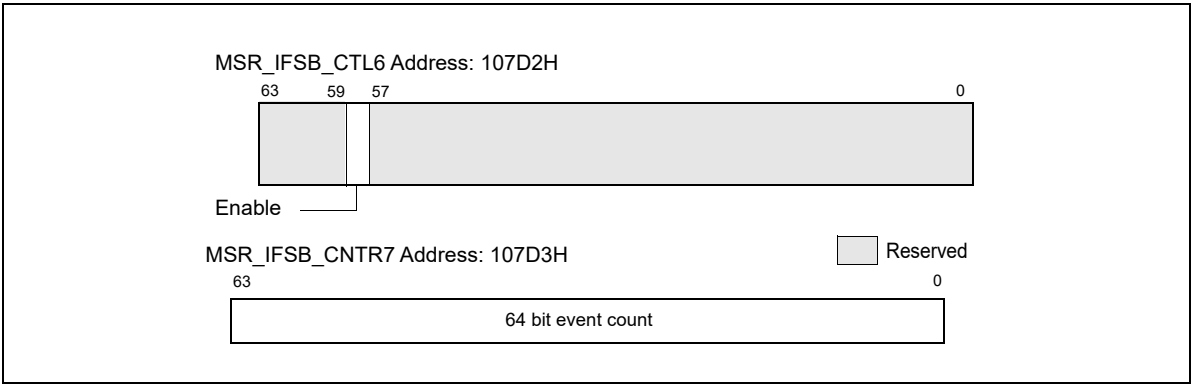 MSR_IFSB_CTL6 Address: 107D2H
63 59 57 0
Enable
MSR_IFSB_CNTR7 Address: 107D3H
Reserved
63 0
64 bit event count